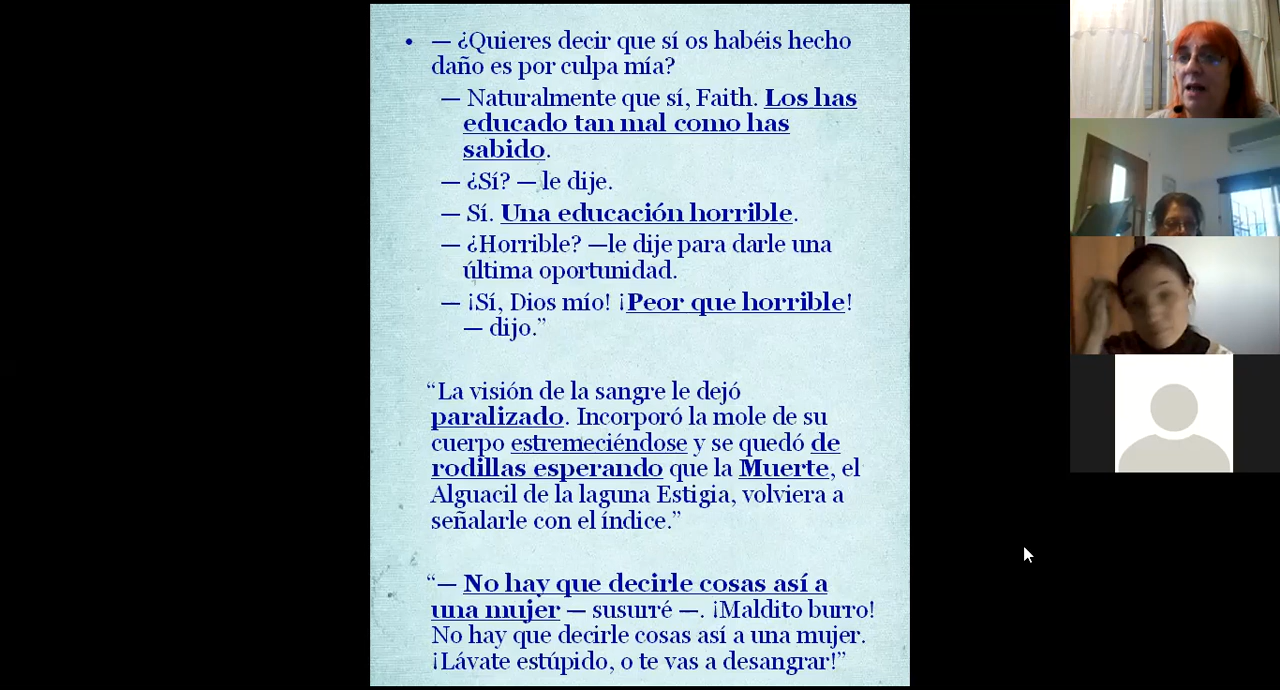 • — ¿Quieres decir que sí os habéis hecho
daño es por culpa mía?
— Naturalmente que sí, Faith. Los has
educado tan mal como has
sabido.
— ¿Sí? — le dije.
— Sí. Una educación horrible.
— ¿Horrible? —le dije para darle una
última oportunidad.
— ¡Sí, Dios mío! ¡Peor que horrible!
— dijo.”
“La visión de la sangre le dejó
paralizado. Incorporó la mole de su
cuerpo estremeciéndose y se quedó de
rodillas esperando que la Muerte, el
Alguacil de la laguna Estigia, volviera a
señalarle con el índice.”
“— No hay que decirle cosas así a
una mujer — susurré —. ¡Maldito burro!
No hay que decirle cosas así a una mujer.
¡Lávate estúpido, o te vas a desangrar!”